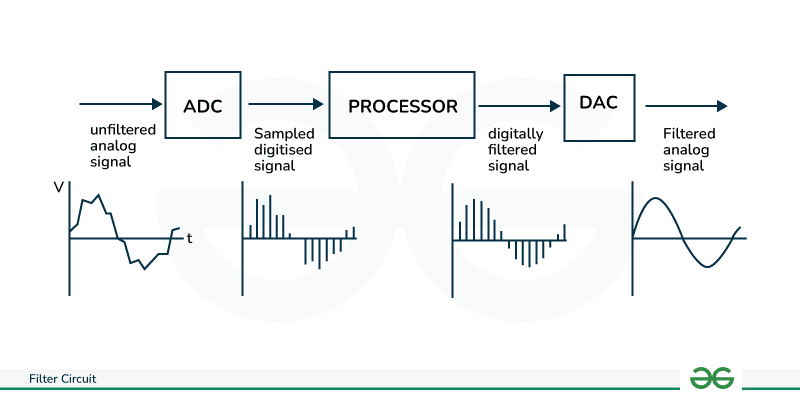 ADC
PROCESSOR
DAC
unfiltered
analog
signal
Sampled
digitised
signal
digitally
filtered
signal
Filtered
analog
signal
V
t
Filter Circuit